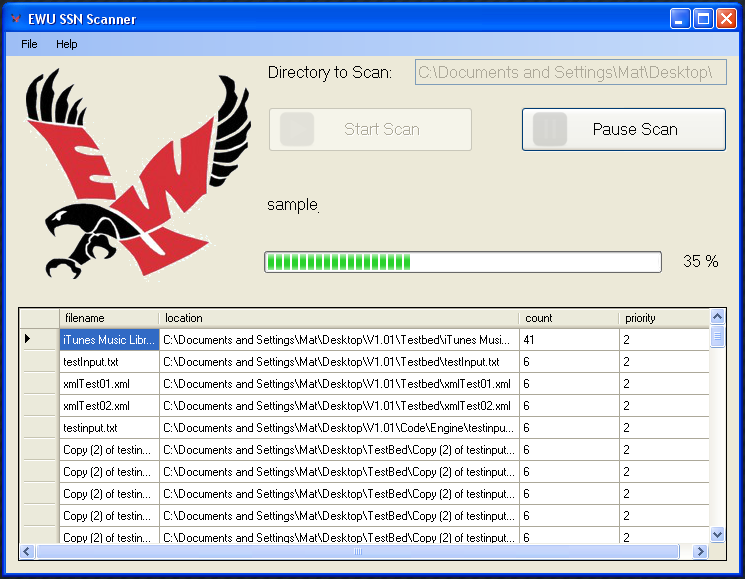 EWU SSN Scanner
File Help
Directory to Scan: C:\Documents and Settings\Mat\Desktop\
Start Scan Pause Scan
EWU
sample.
35 %
filename location count priority
iTunes Music Libr... C:\Documents and Settings\Mat\Desktop\V1.01\Testbed\iTunes Musi... 41 2
testInput.txt C:\Documents and Settings\Mat\Desktop\V1.01\Testbed\testInput.txt 6 2
xmlTest01.xml C:\Documents and Settings\Mat\Desktop\V1.01\Testbed\xmlTest01.xml 6 2
xmlTest02.xml C:\Documents and Settings\Mat\Desktop\V1.01\Testbed\xmlTest02.xml 6 2
testinput.txt C:\Documents and Settings\Mat\Desktop\V1.01\Code\Engine\testinpu... 6 2
Copy (2) of testin... C:\Documents and Settings\Mat\Desktop\TestBed\Copy (2) of testinput... 6 2
Copy (2) of testin... C:\Documents and Settings\Mat\Desktop\TestBed\Copy (2) of testinput... 6 2
Copy (2) of testin... C:\Documents and Settings\Mat\Desktop\TestBed\Copy (2) of testinput... 6 2
Copy (2) of testin... C:\Documents and Settings\Mat\Desktop\TestBed\Copy (2) of testinput... 6 2
Copy (2) of testin... C:\Documents and Settings\Mat\Desktop\TestBed\Copy (2) of testinput... 6 2